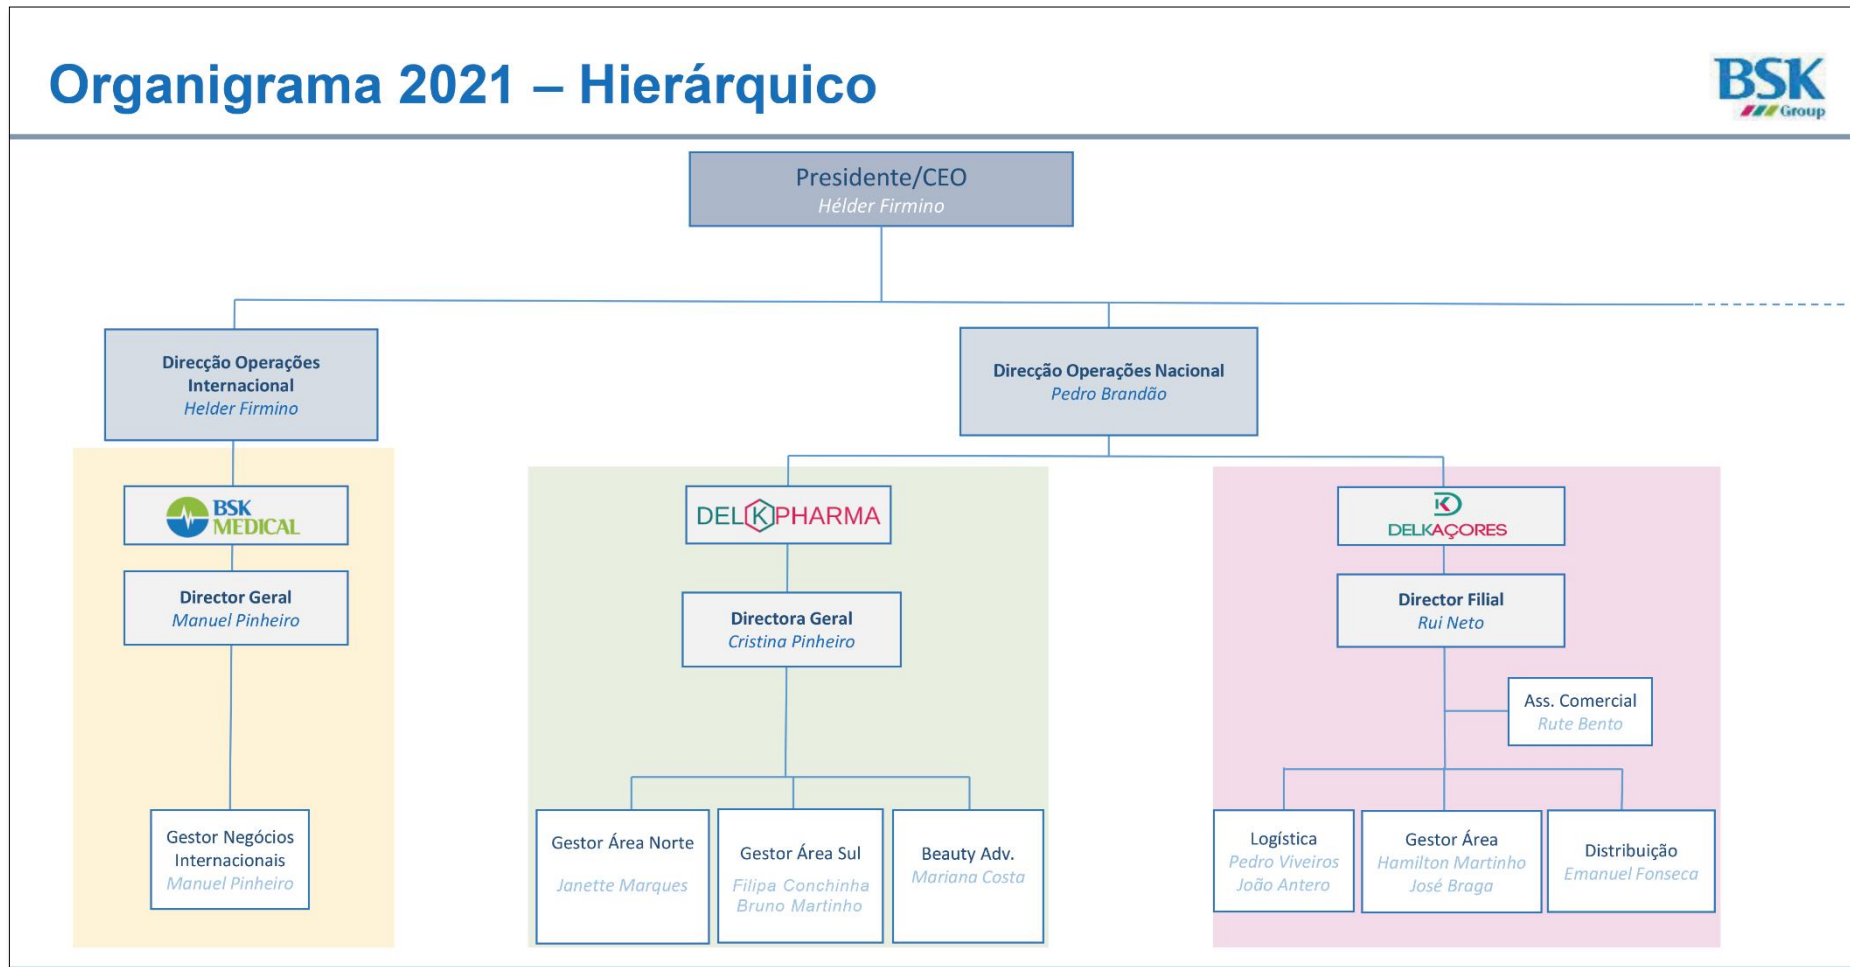 Organigrama 2021 – Hierárquico
BSK
Group
Presidente/CEO
Hélder Firmino
Direcção Operações
Internacional
Helder Firmino
Direcção Operações Nacional
Pedro Brandão
BSK
MEDICAL
DELKPHARMA
DK
DELKAÇORES
Director Geral
Manuel Pinheiro
Directora Geral
Cristina Pinheiro
Director Filial
Rui Neto
Ass. Comercial
Rute Bento
Gestor Negócios
Internacionais
Manuel Pinheiro
Gestor Área Norte
Janette Marques
Gestor Área Sul
Filipa Conchinha
Bruno Martinho
Beauty Adv.
Mariana Costa
Logística
Pedro Viveiros
João Antero
Gestor Área
Hamilton Martinho
José Braga
Distribuição
Emanuel Fonseca